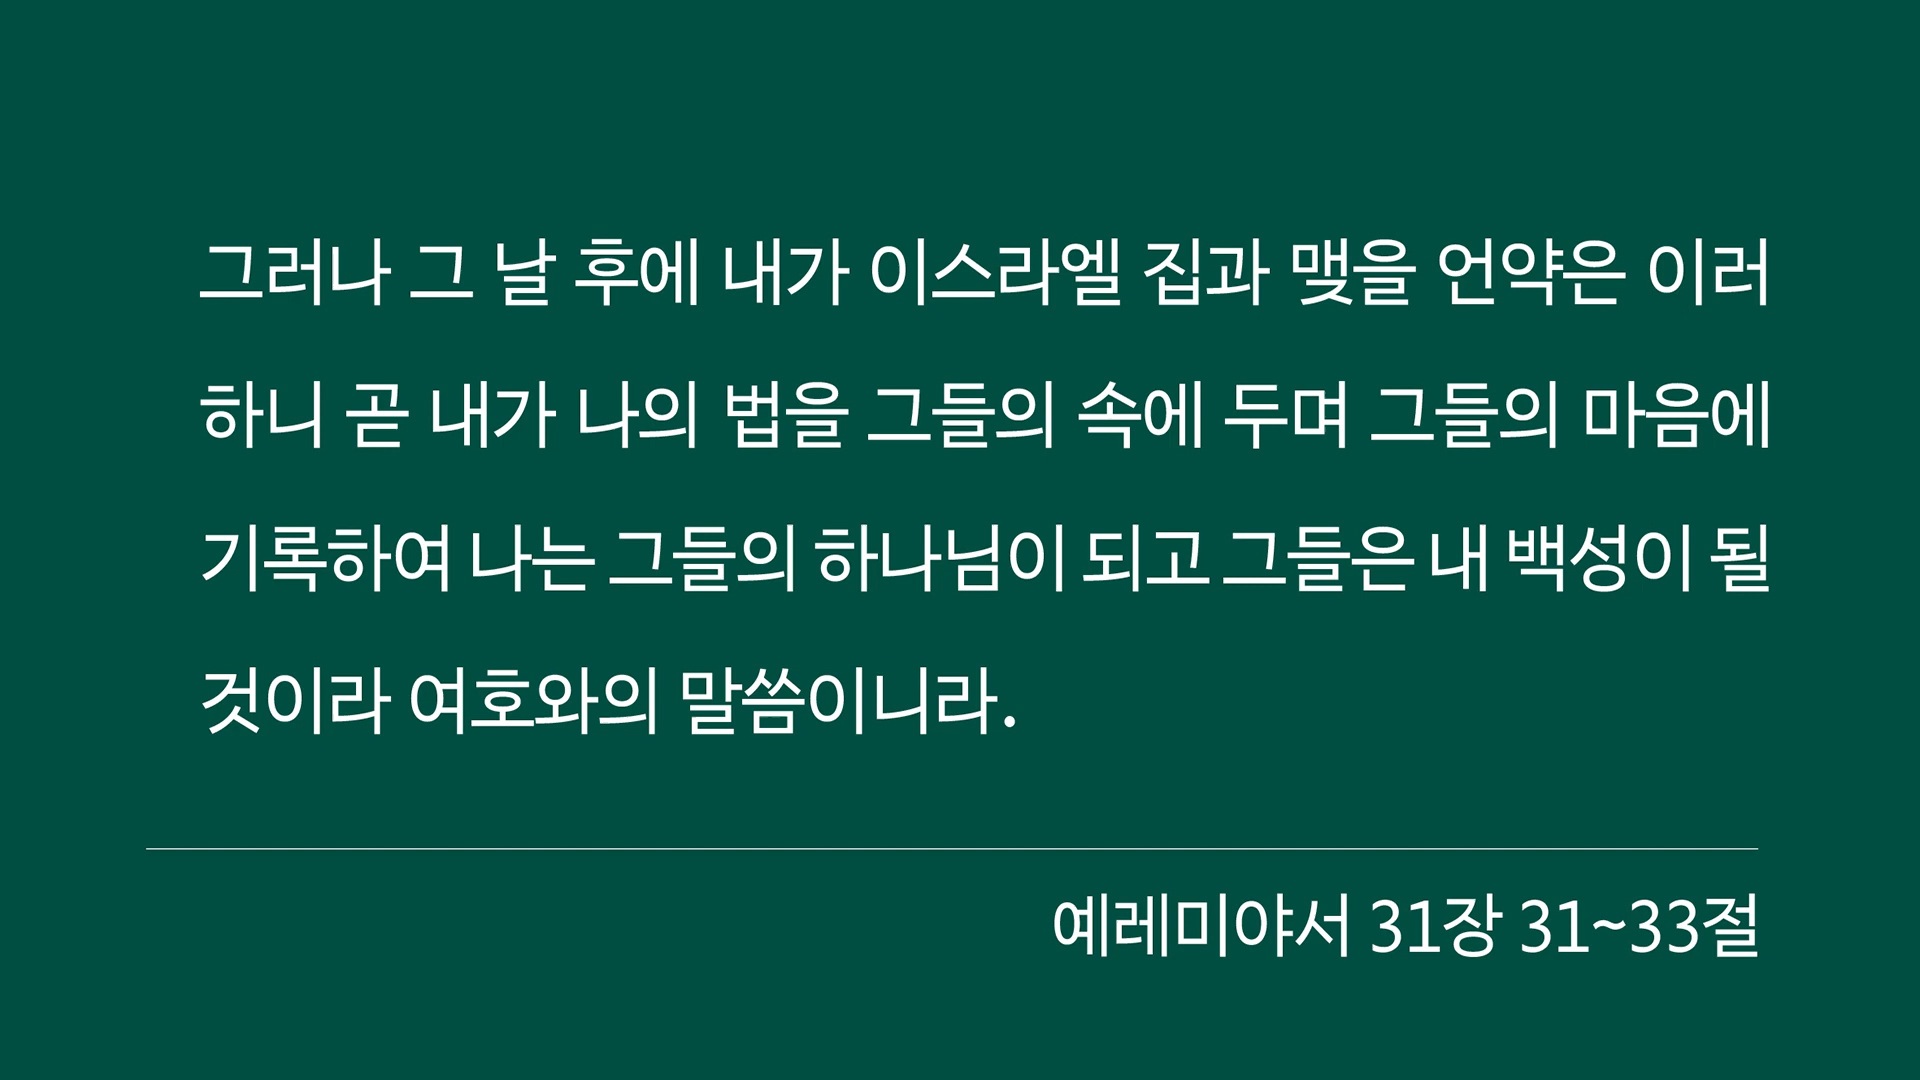 그러나 그 날 후에 내가 이스라엘 집과 맺을 언약은 이러
하니 곧 내가 나의 법을 그들의 속에 두며 그들의 마음에
기록하여 나는 그들의 하나님이 되고 그들은 내 백성이 될
것이라 여호와의 말씀이니라.
예레미야서 31장 31~33절